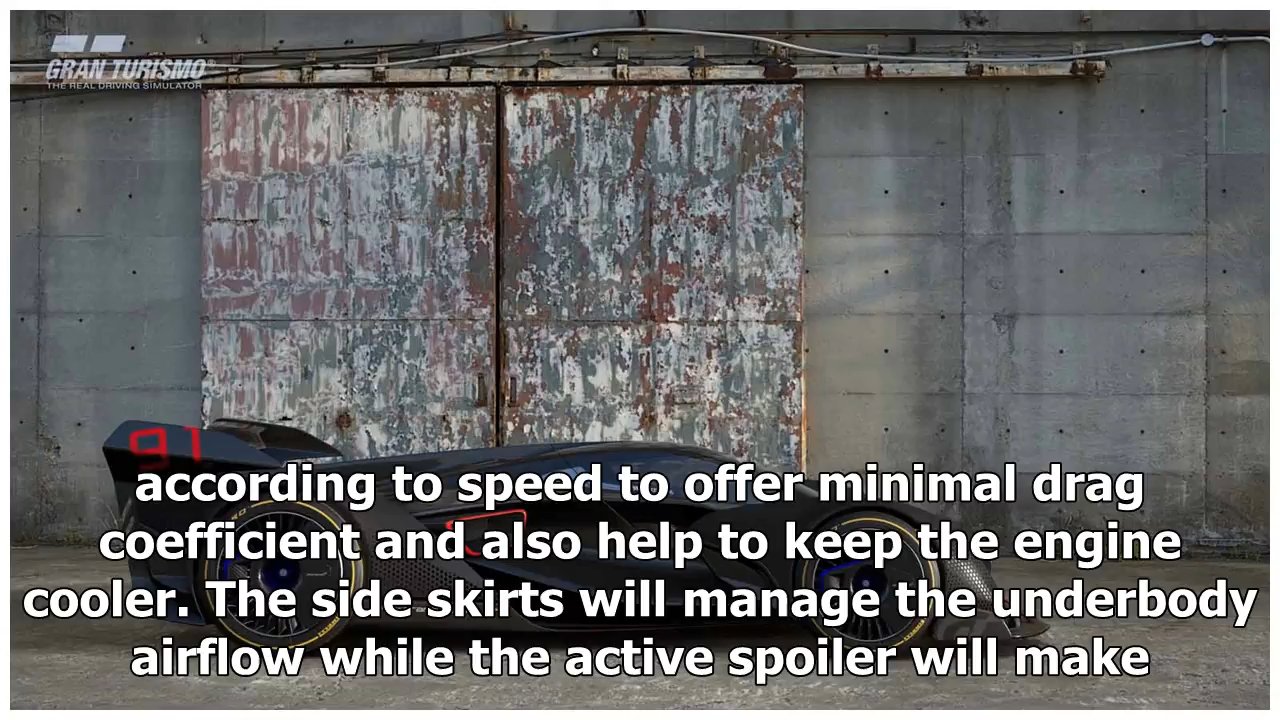 GRAN TURISMO®
THE REAL DRIVING SIMULATOR
91
according to speed to offer minimal drag
coefficient and also help to keep the engine
cooler. The side skirts will manage the underbody
airflow while the active spoiler will make